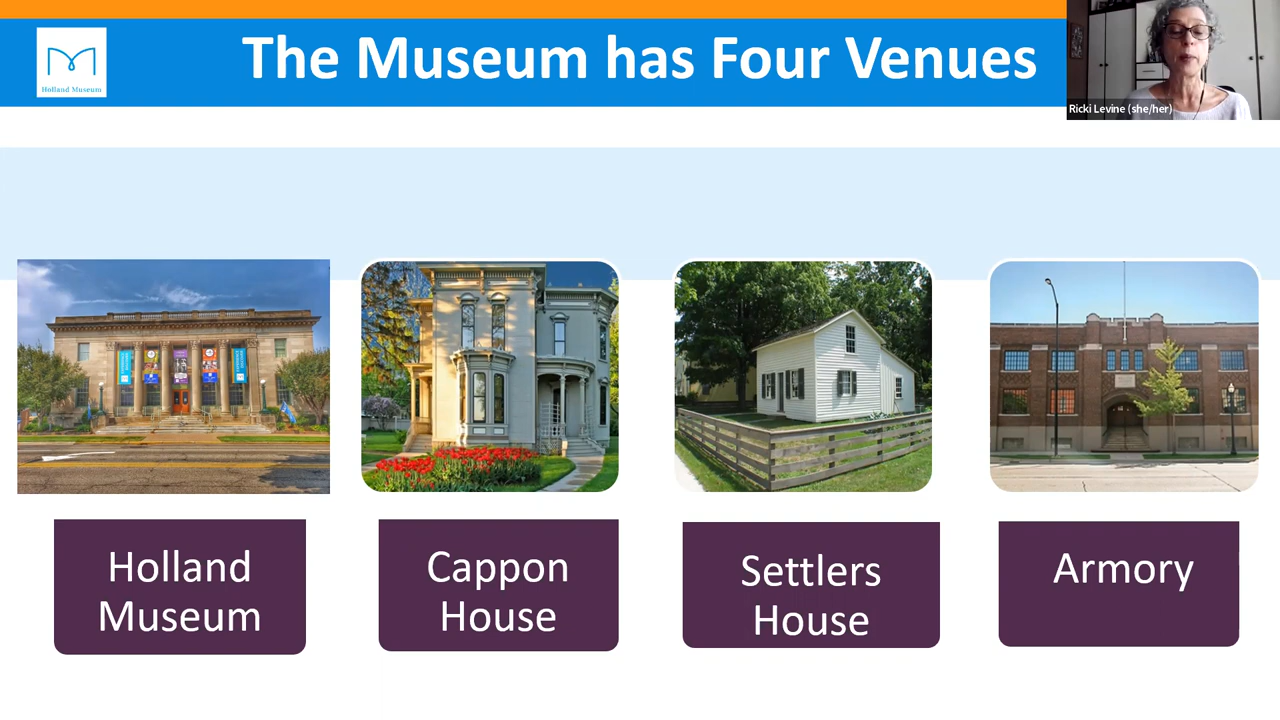 The Museum has Four Venues
Holland Museum
Ricki Levine (she/her)
Holland
Museum
Cappon
House
Settlers
House
Armory